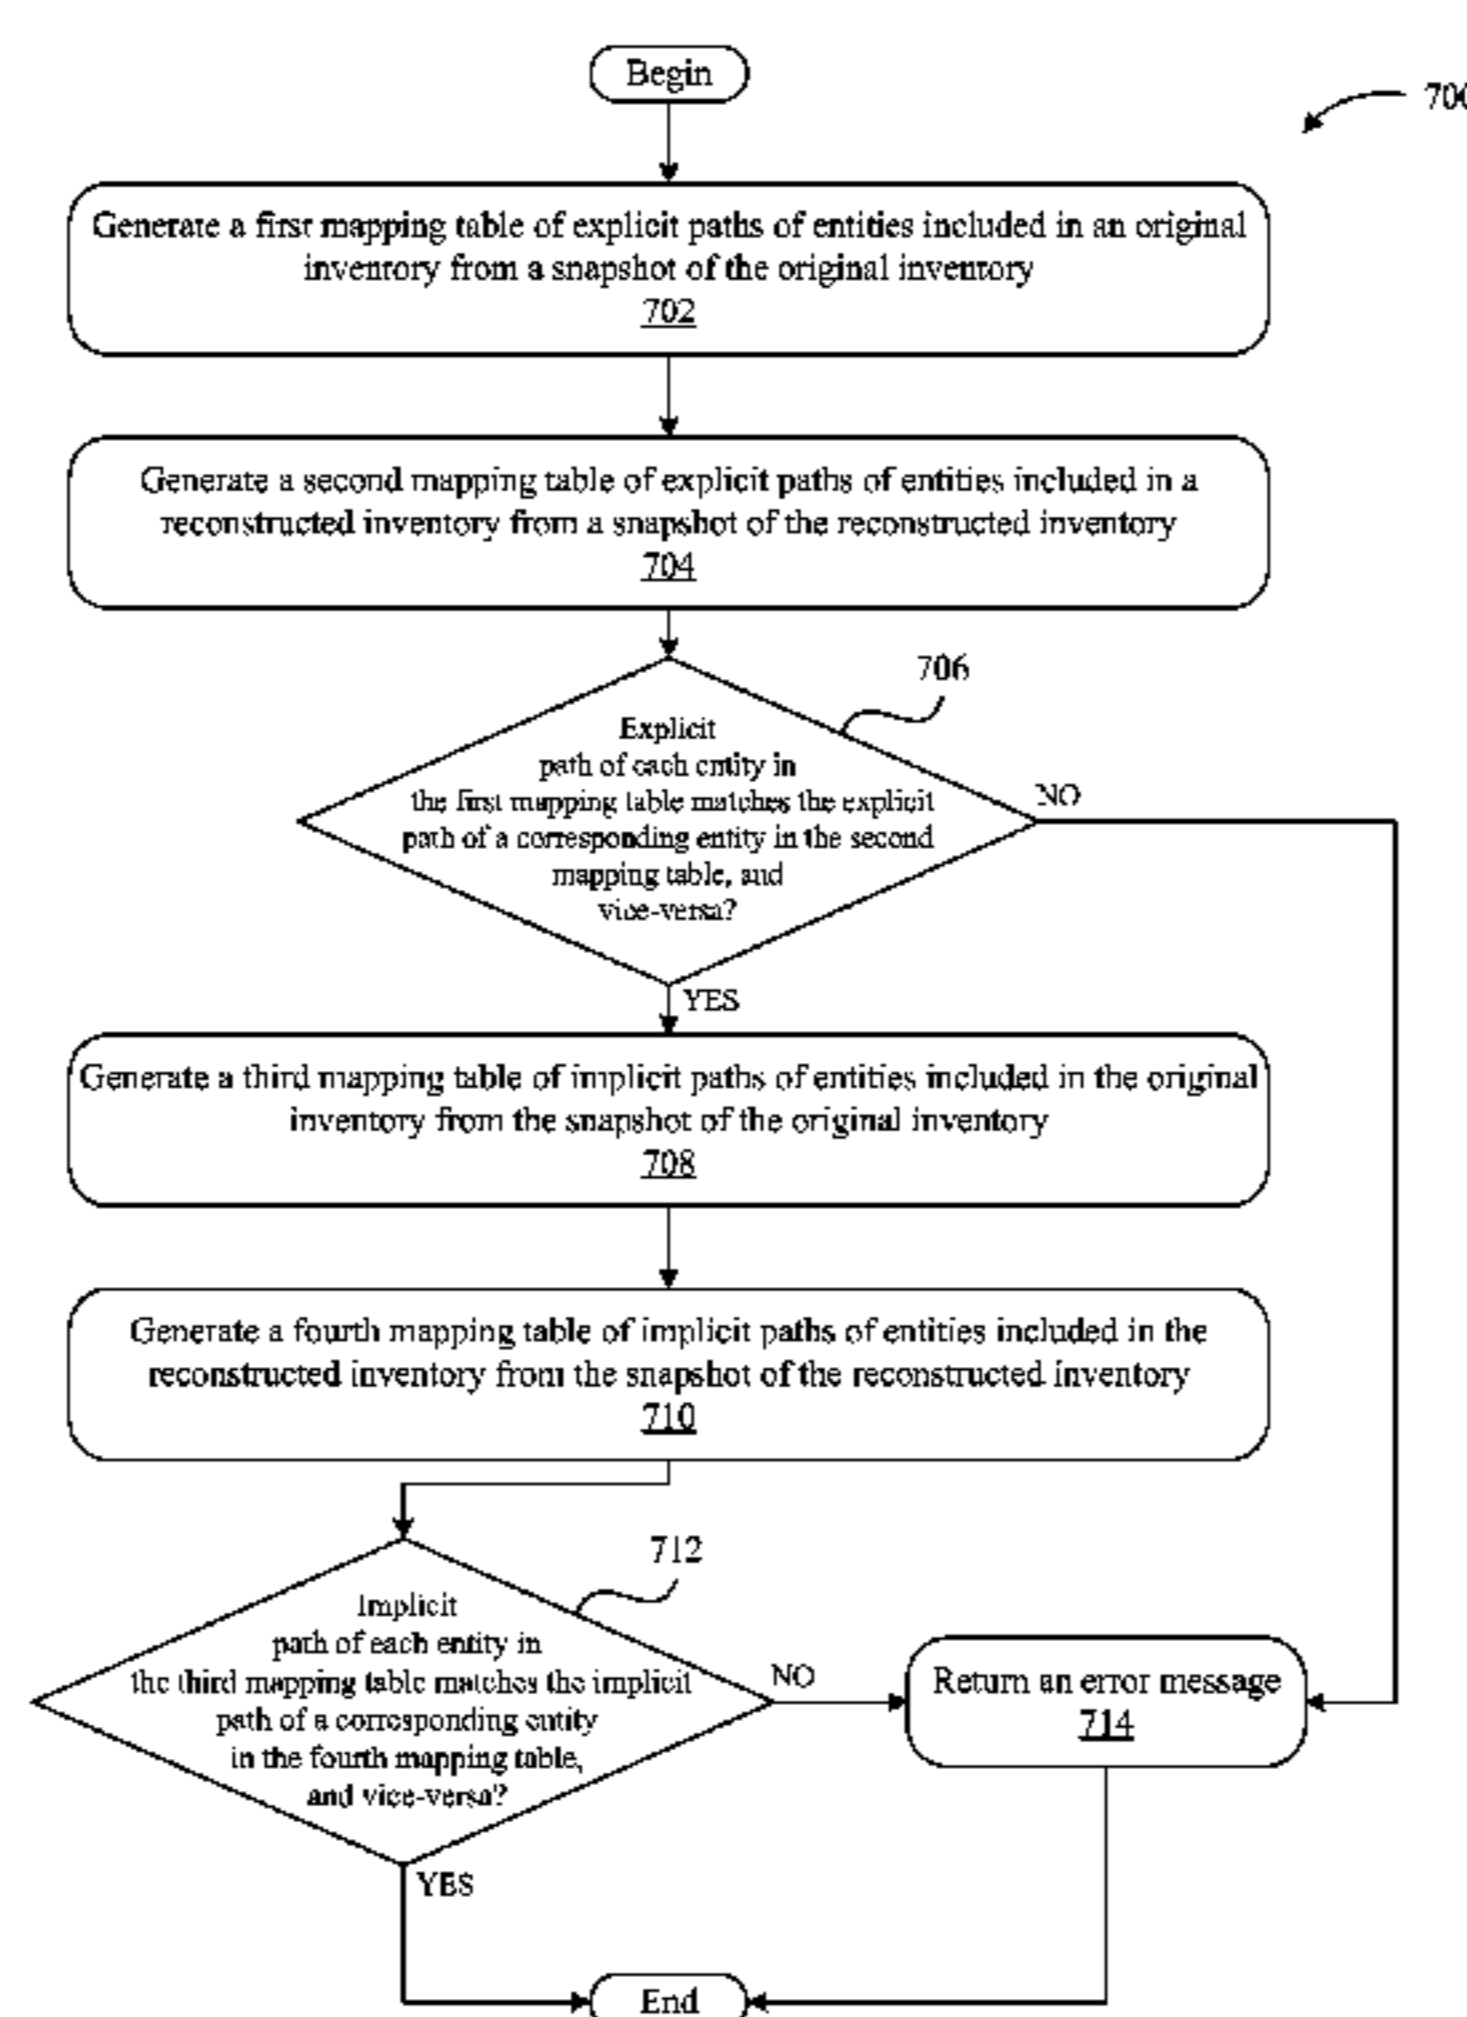 Begin
700
Generate a first mapping table of explicit paths of entities included in an original
inventory from a snapshot of the original inventory
702
Generate a second mapping table of explicit paths of entities included in a
reconstructed inventory from a snapshot of the reconstructed inventory
704
706
Explicit
path of each entity in
the first mapping table matches the explicit
path of a corresponding entity in the second
mapping table, and
vice-versa?
NO
YES
Generate a third mapping table of implicit paths of entities included in the original
inventory from the snapshot of the original inventory
708
Generate a fourth mapping table of implicit paths of entities included in the
reconstructed inventory from the snapshot of the reconstructed inventory
710
712
Implicit
path of each entity in
the third mapping table matches the implicit
path of a corresponding entity
in the fourth mapping table,
and vice-versa?
NO
Return an error message
714
YES
End